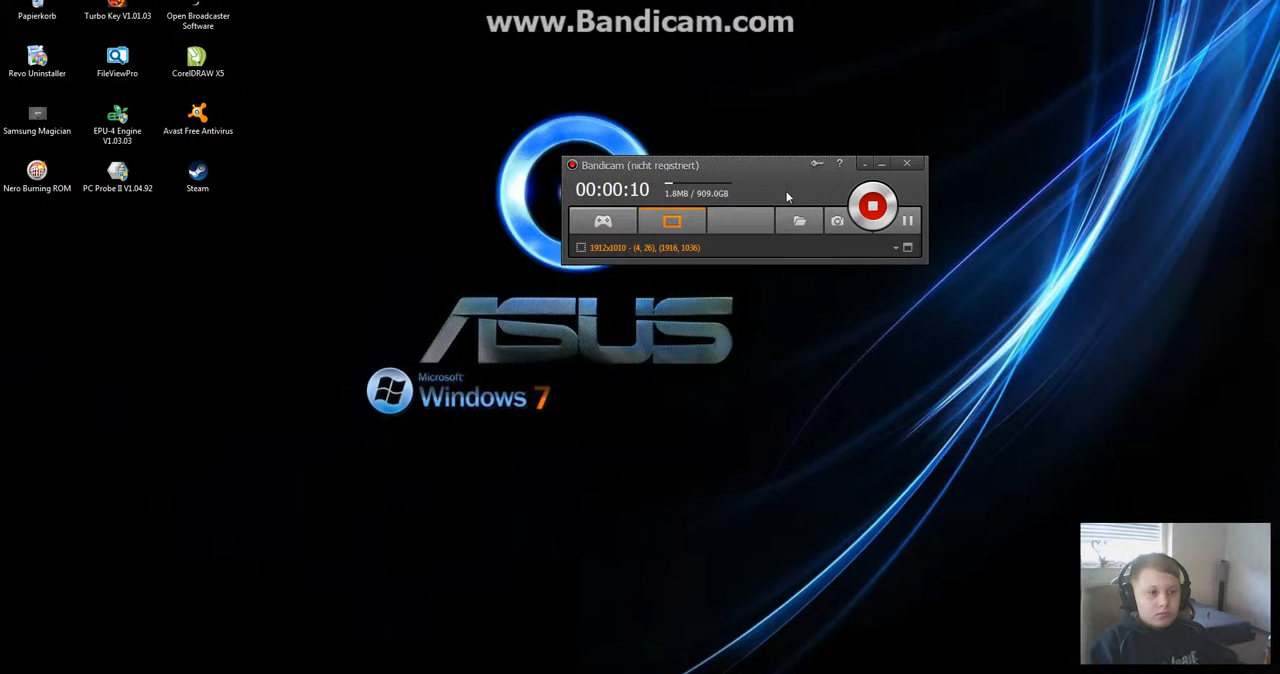 www.Bandicam.com
Papierkorb
Turbo Key V1.01.03
Open Broadcaster
Software
Revo Uninstaller
FileViewPro
CorelDRAW X5
Samsung Magician
EPU-4 Engine
V1.03.03
Avast Free Antivirus
Nero Burning ROM
PC Probe II V1.04.92
Steam
Bandicam (nicht registriert)
?
00:00:10
1.8MB / 909.0GB
1912x1010 - (4, 26), (1916, 1036)
ASUS
Microsoft
Windows 7